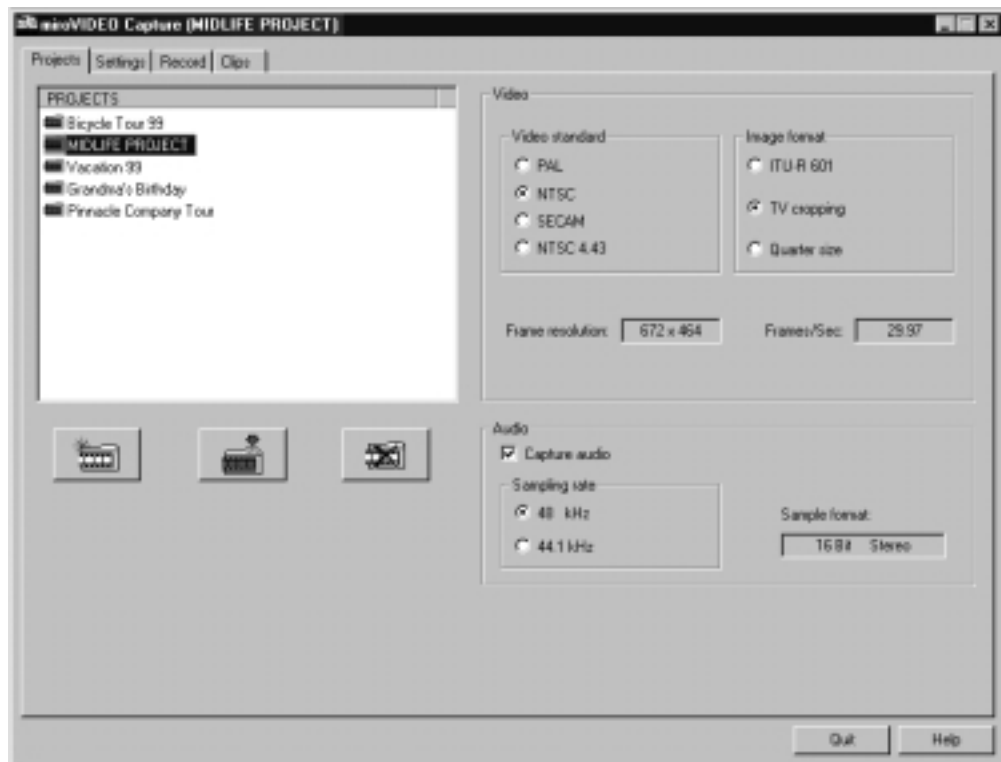 miroVIDEO Capture (MIDLIFE PROJECT)
Projects Settings Record Clips
PROJECTS
Bicycle Tour 99
MIDLIFE PROJECT
Vacation 99
Grandma's Birthday
Pinnacle Company Tour
Video
Video standard
PAL
NTSC
SECAM
NTSC 4.43
Image format
ITU-R 601
TV cropping
Quarter size
Frame resolution: 672 x 464
Frames/Sec: 29.97
Audio
Capture audio
Sampling rate
48 kHz
44.1 kHz
Sample format:
16 Bit Stereo
Quit Help